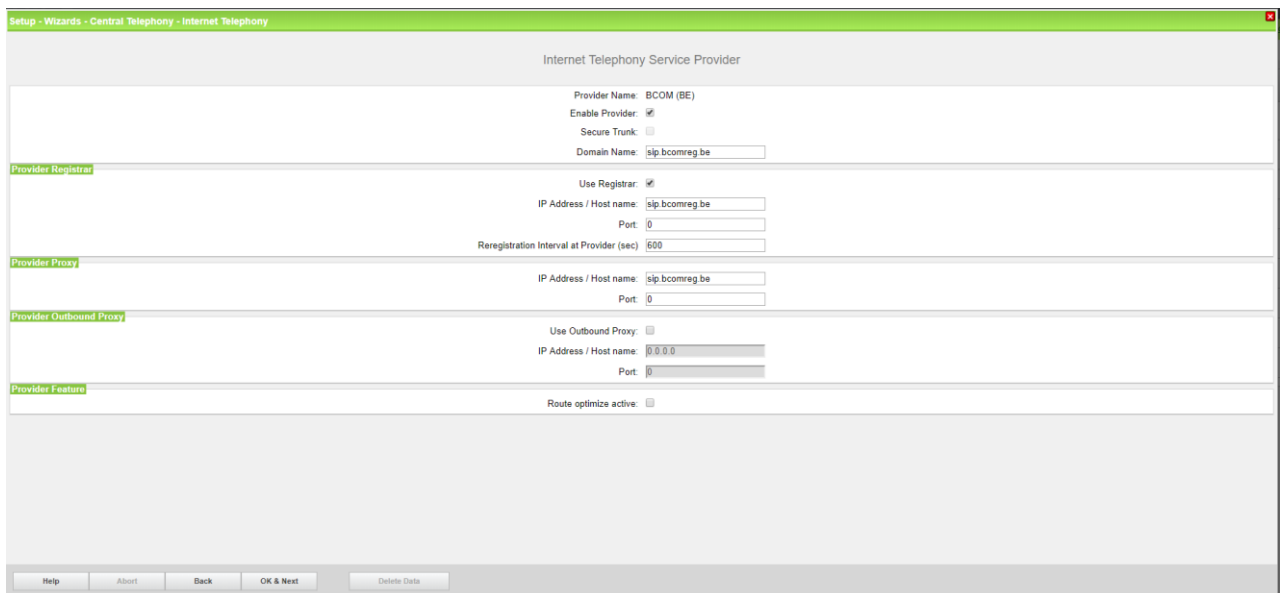 Setup - Wizards - Central Telephony - Internet Telephony
Internet Telephony Service Provider
Provider Name: BCOM (BE)
Enable Provider:
Secure Trunk:
Domain Name: sip.bcomreg.be
Provider Registrar
Use Registrar:
IP Address / Host name: sip.bcomreg.be
Port: 0
Reregistration Interval at Provider (sec) 600
Provider Proxy
IP Address / Host name: sip.bcomreg.be
Port: 0
Provider Outbound Proxy
Use Outbound Proxy:
IP Address / Host name: 0.0.0.0
Port: 0
Provider Feature
Route optimize active:
Help Abort Back OK & Next Delete Data